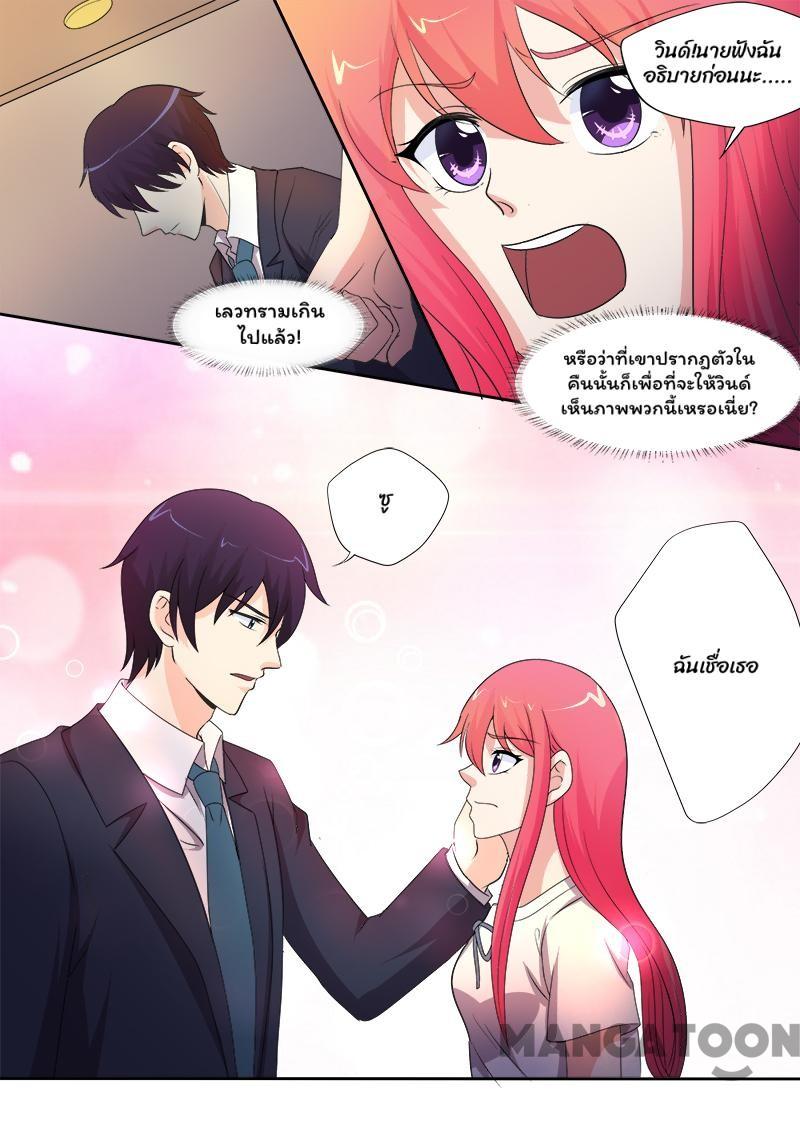 วินด์!นายฟังฉัน
อธิบายก่อนนะ.....
เลวทรามเกิน
ไปแล้ว!
หรือว่าที่เขาปรากฏตัวใน
คืนนั้นก็เพื่อที่จะให้วินด์
เห็นภาพพวกนี้เหรอเนี่ย?
ซู
ฉันเชื่อเธอ
MANGATOON